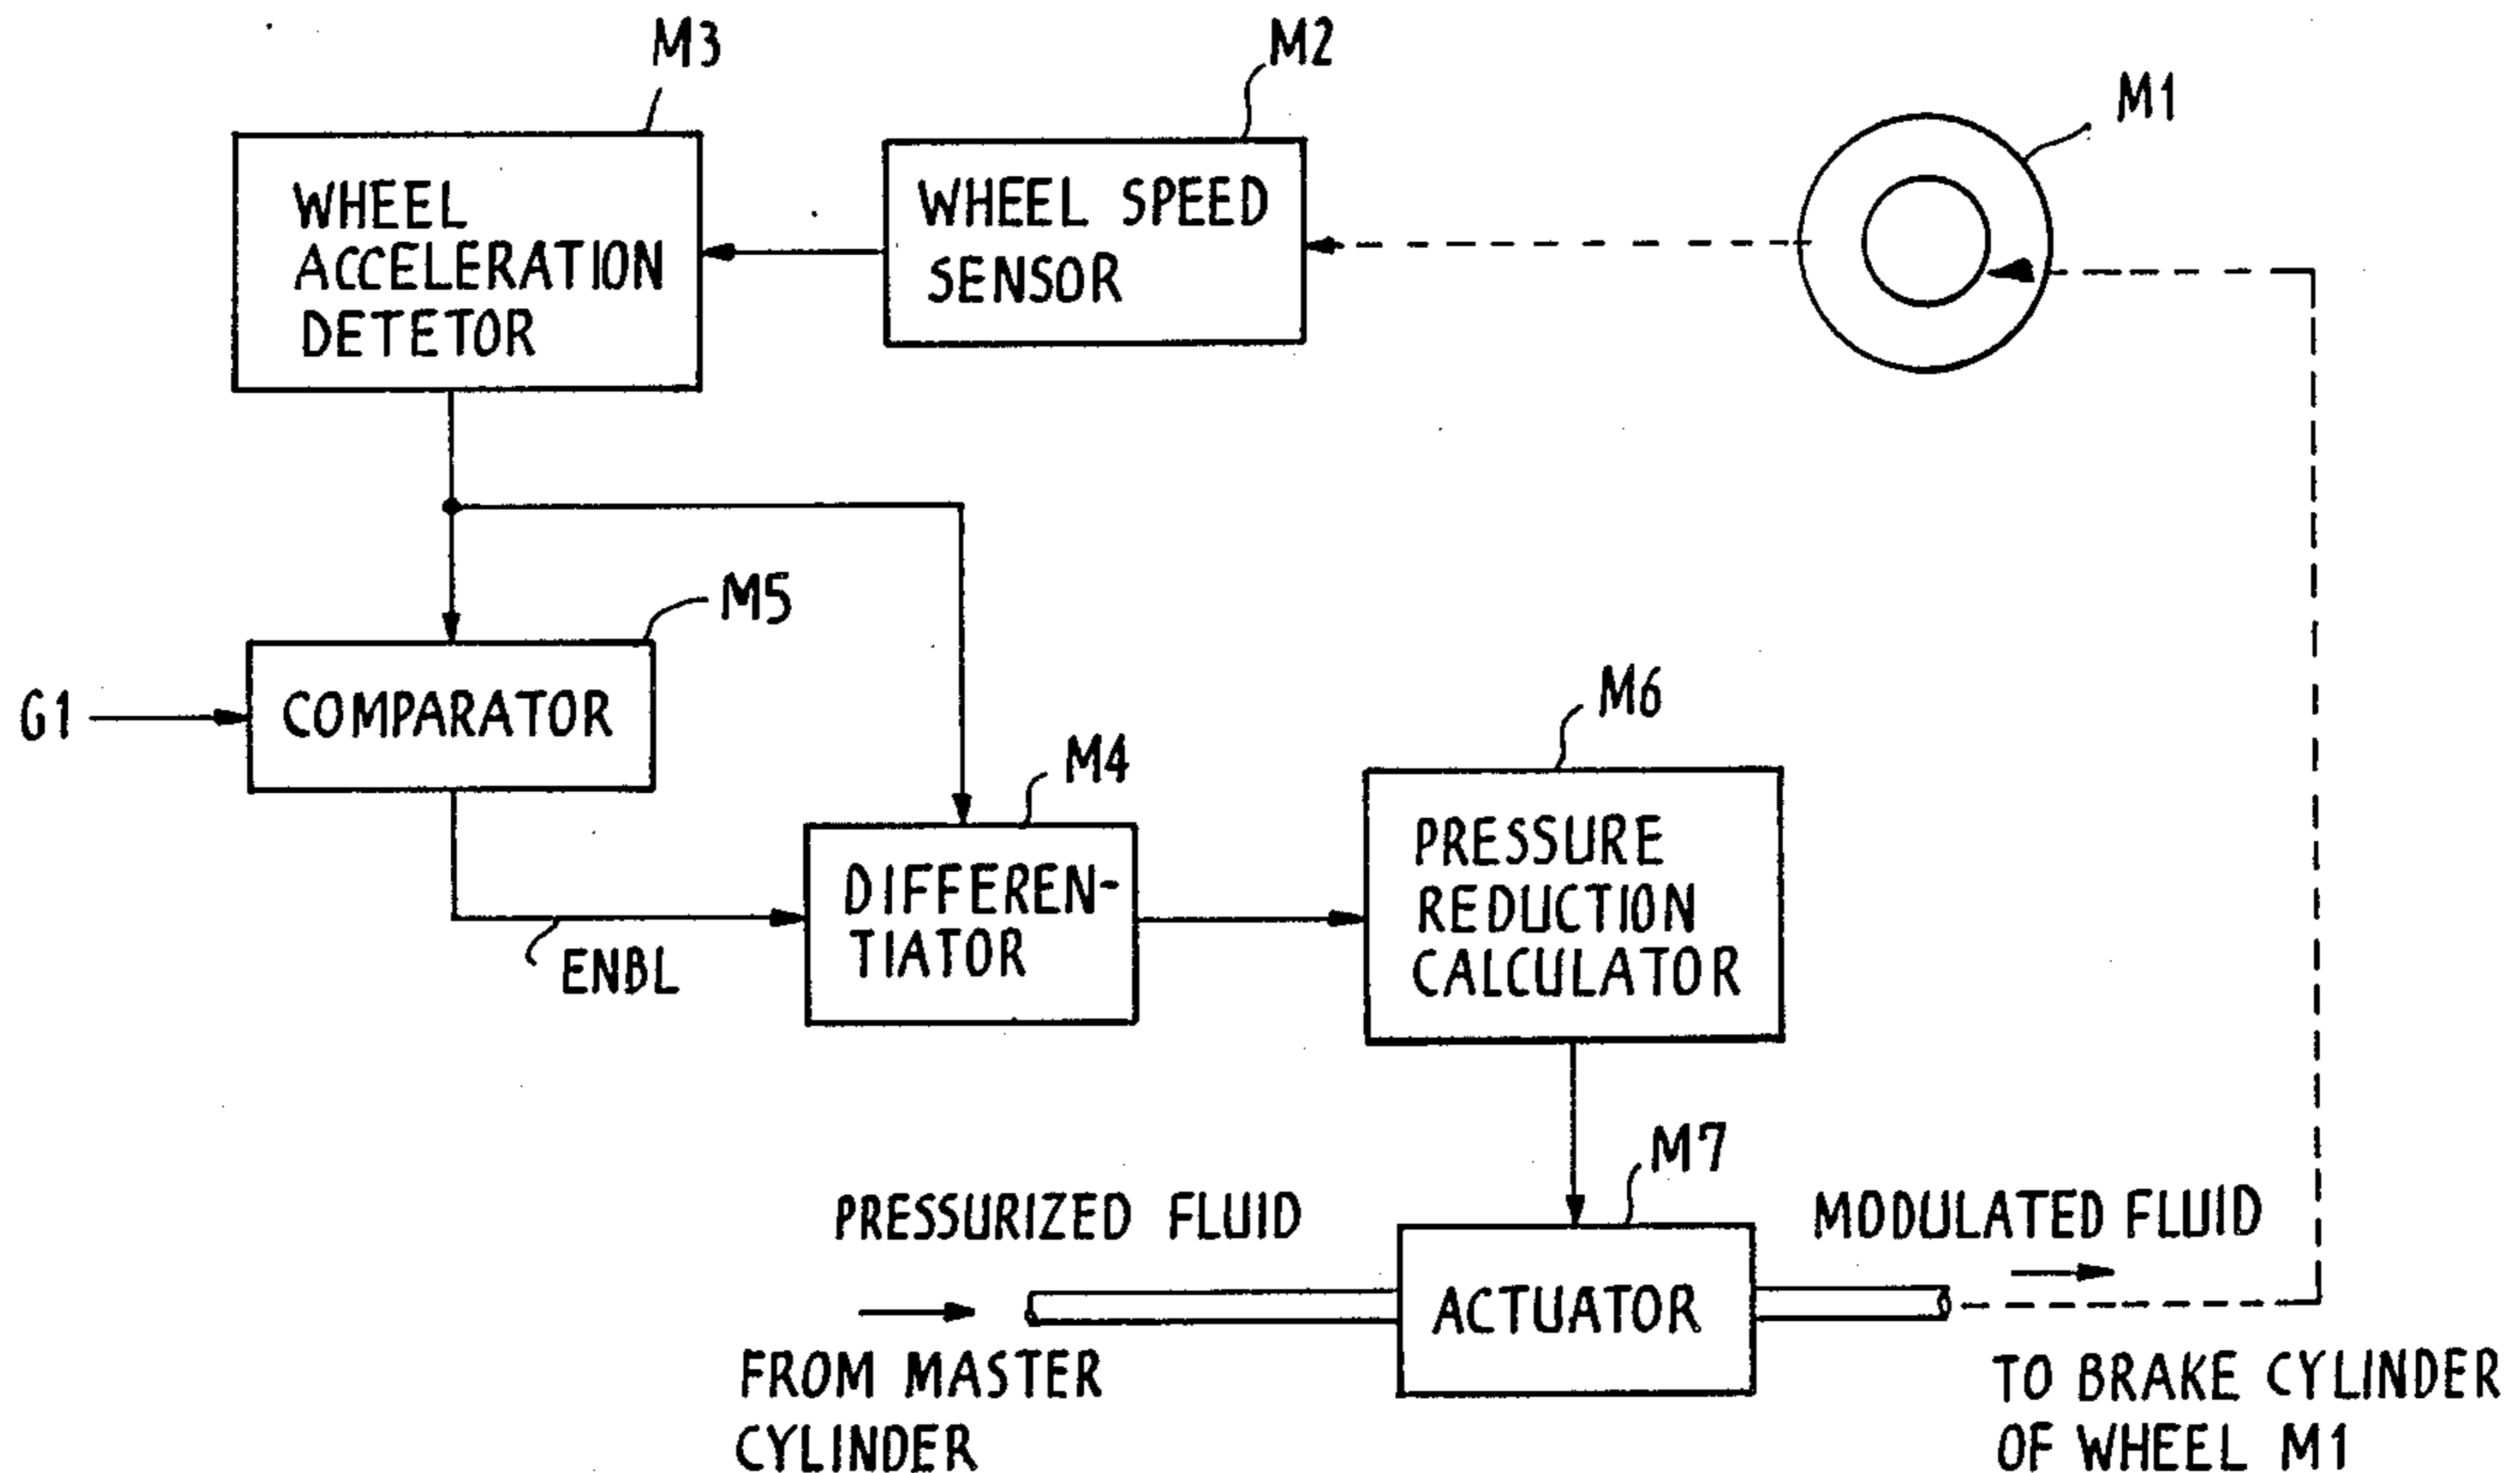 M3
M2
M1
WHEEL
ACCELERATION
DETETOR
WHEEL SPEED
SENSOR
M5
G1
COMPARATOR
M4
M6
ENBL
DIFFEREN-
TIATOR
PRESSURE
REDUCTION
CALCULATOR
M7
PRESSURIZED FLUID
MODULATED FLUID
ACTUATOR
FROM MASTER
CYLINDER
TO BRAKE CYLINDER
OF WHEEL M1